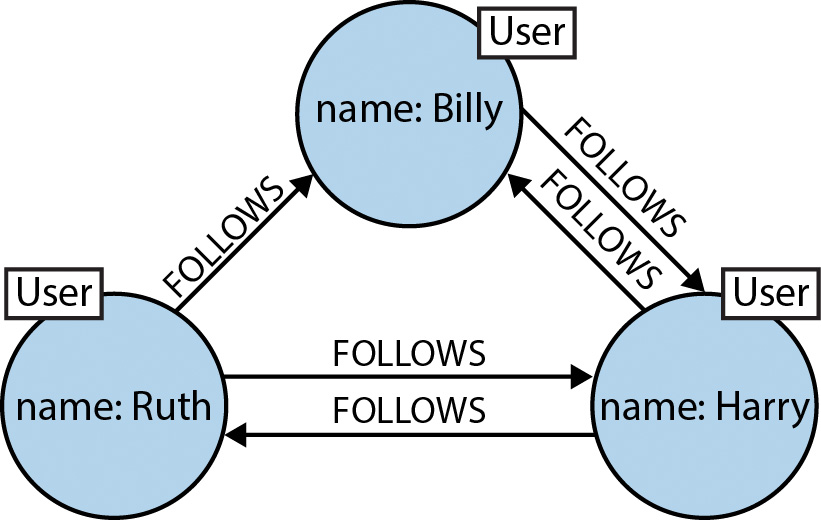 User
name: Billy
FOLLOWS
FOLLOWS
FOLLOWS
User
User
name: Ruth
FOLLOWS
FOLLOWS
name: Harry